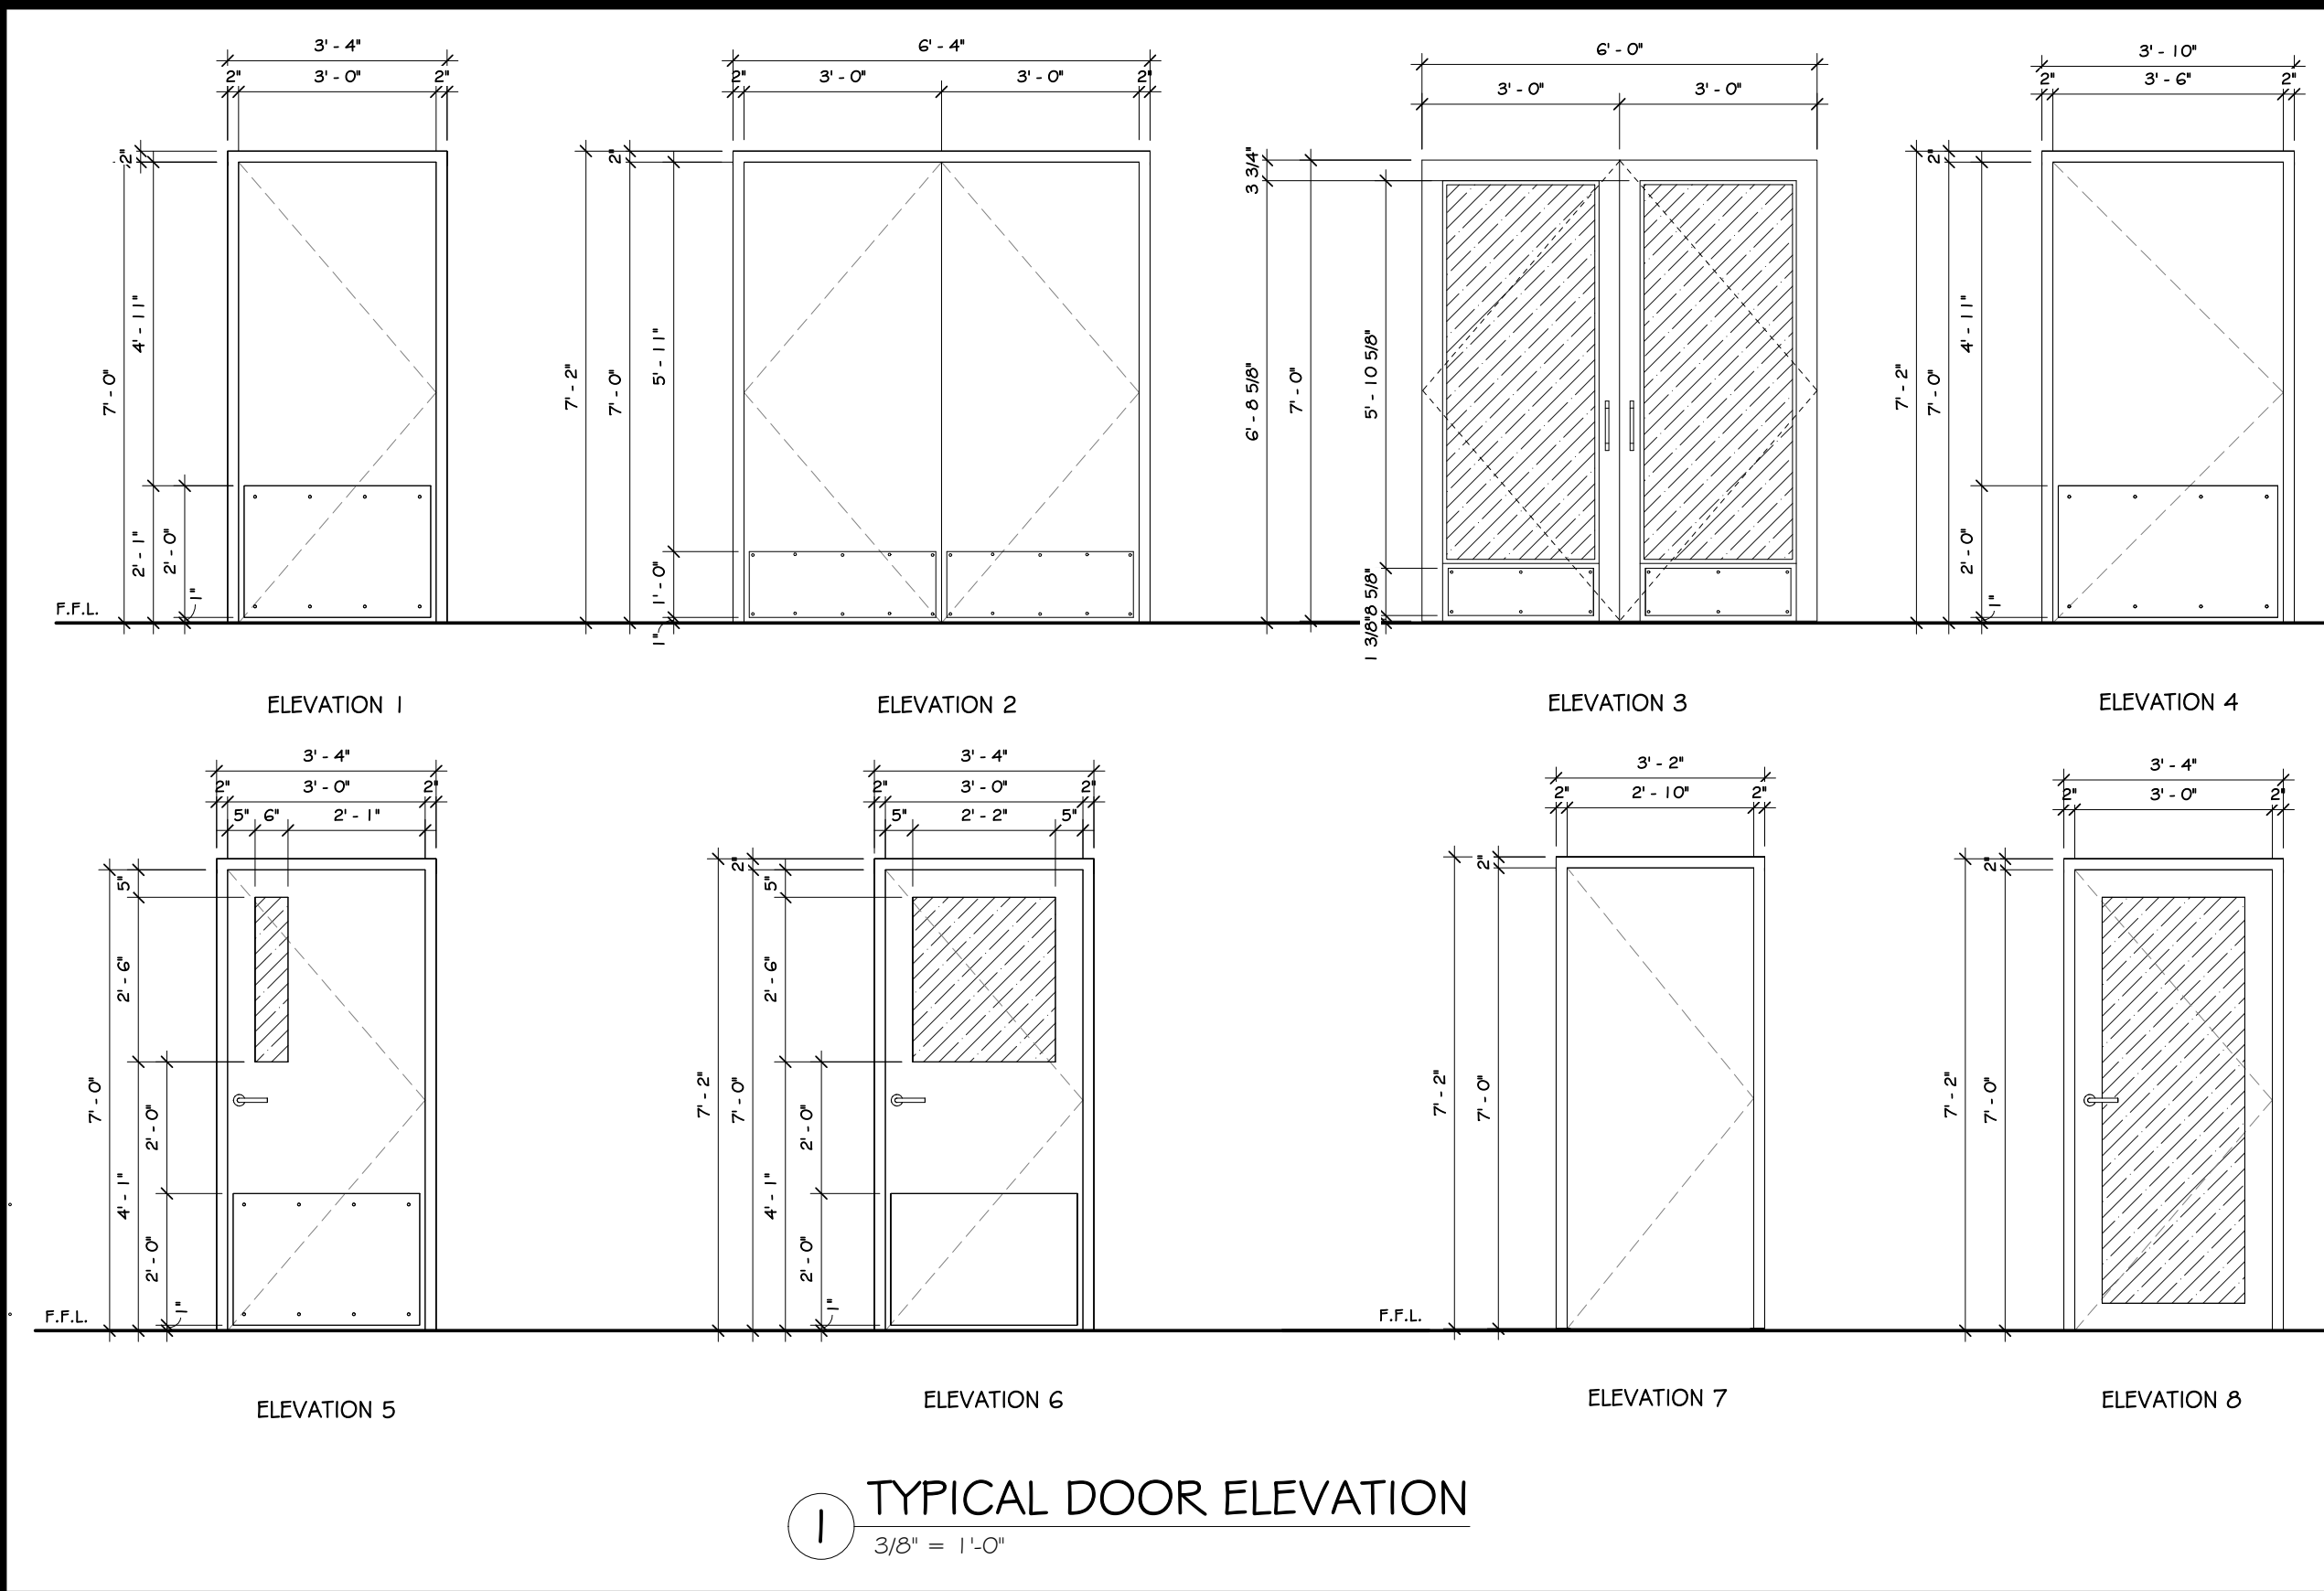 3' - 4"
2" 3' - 0" 2"
2"
4' - 11"
7' - 0"
2' - 1"
2' - 0"
1"
F.F.L.
ELEVATION 1
6' - 4"
2" 3' - 0" 3' - 0" 2"
2"
7' - 2"
7' - 0"
5' - 11"
1' - 0"
1"
ELEVATION 2
6' - 0"
3' - 0" 3' - 0"
3 3/4"
6' - 8 5/8"
7' - 0"
5' - 10 5/8"
8 5/8"
1 3/8"
ELEVATION 3
3' - 10"
2" 3' - 6" 2"
2"
7' - 2"
7' - 0"
4' - 11"
2' - 0"
1"
ELEVATION 4
3' - 4"
2" 3' - 0" 2"
5" 6" 2' - 1"
5"
2' - 6"
7' - 0"
4' - 1"
2' - 0"
2' - 0"
1"
F.F.L.
ELEVATION 5
3' - 4"
2" 3' - 0" 2"
5" 2' - 2" 5"
2"
5"
2' - 6"
7' - 2"
7' - 0"
4' - 1"
2' - 0"
2' - 0"
1"
ELEVATION 6
3' - 2"
2" 2' - 10" 2"
2"
7' - 2"
7' - 0"
F.F.L.
ELEVATION 7
3' - 4"
2" 3' - 0" 2"
2"
7' - 2"
7' - 0"
ELEVATION 8
1
TYPICAL DOOR ELEVATION
3/8" = 1'-0"